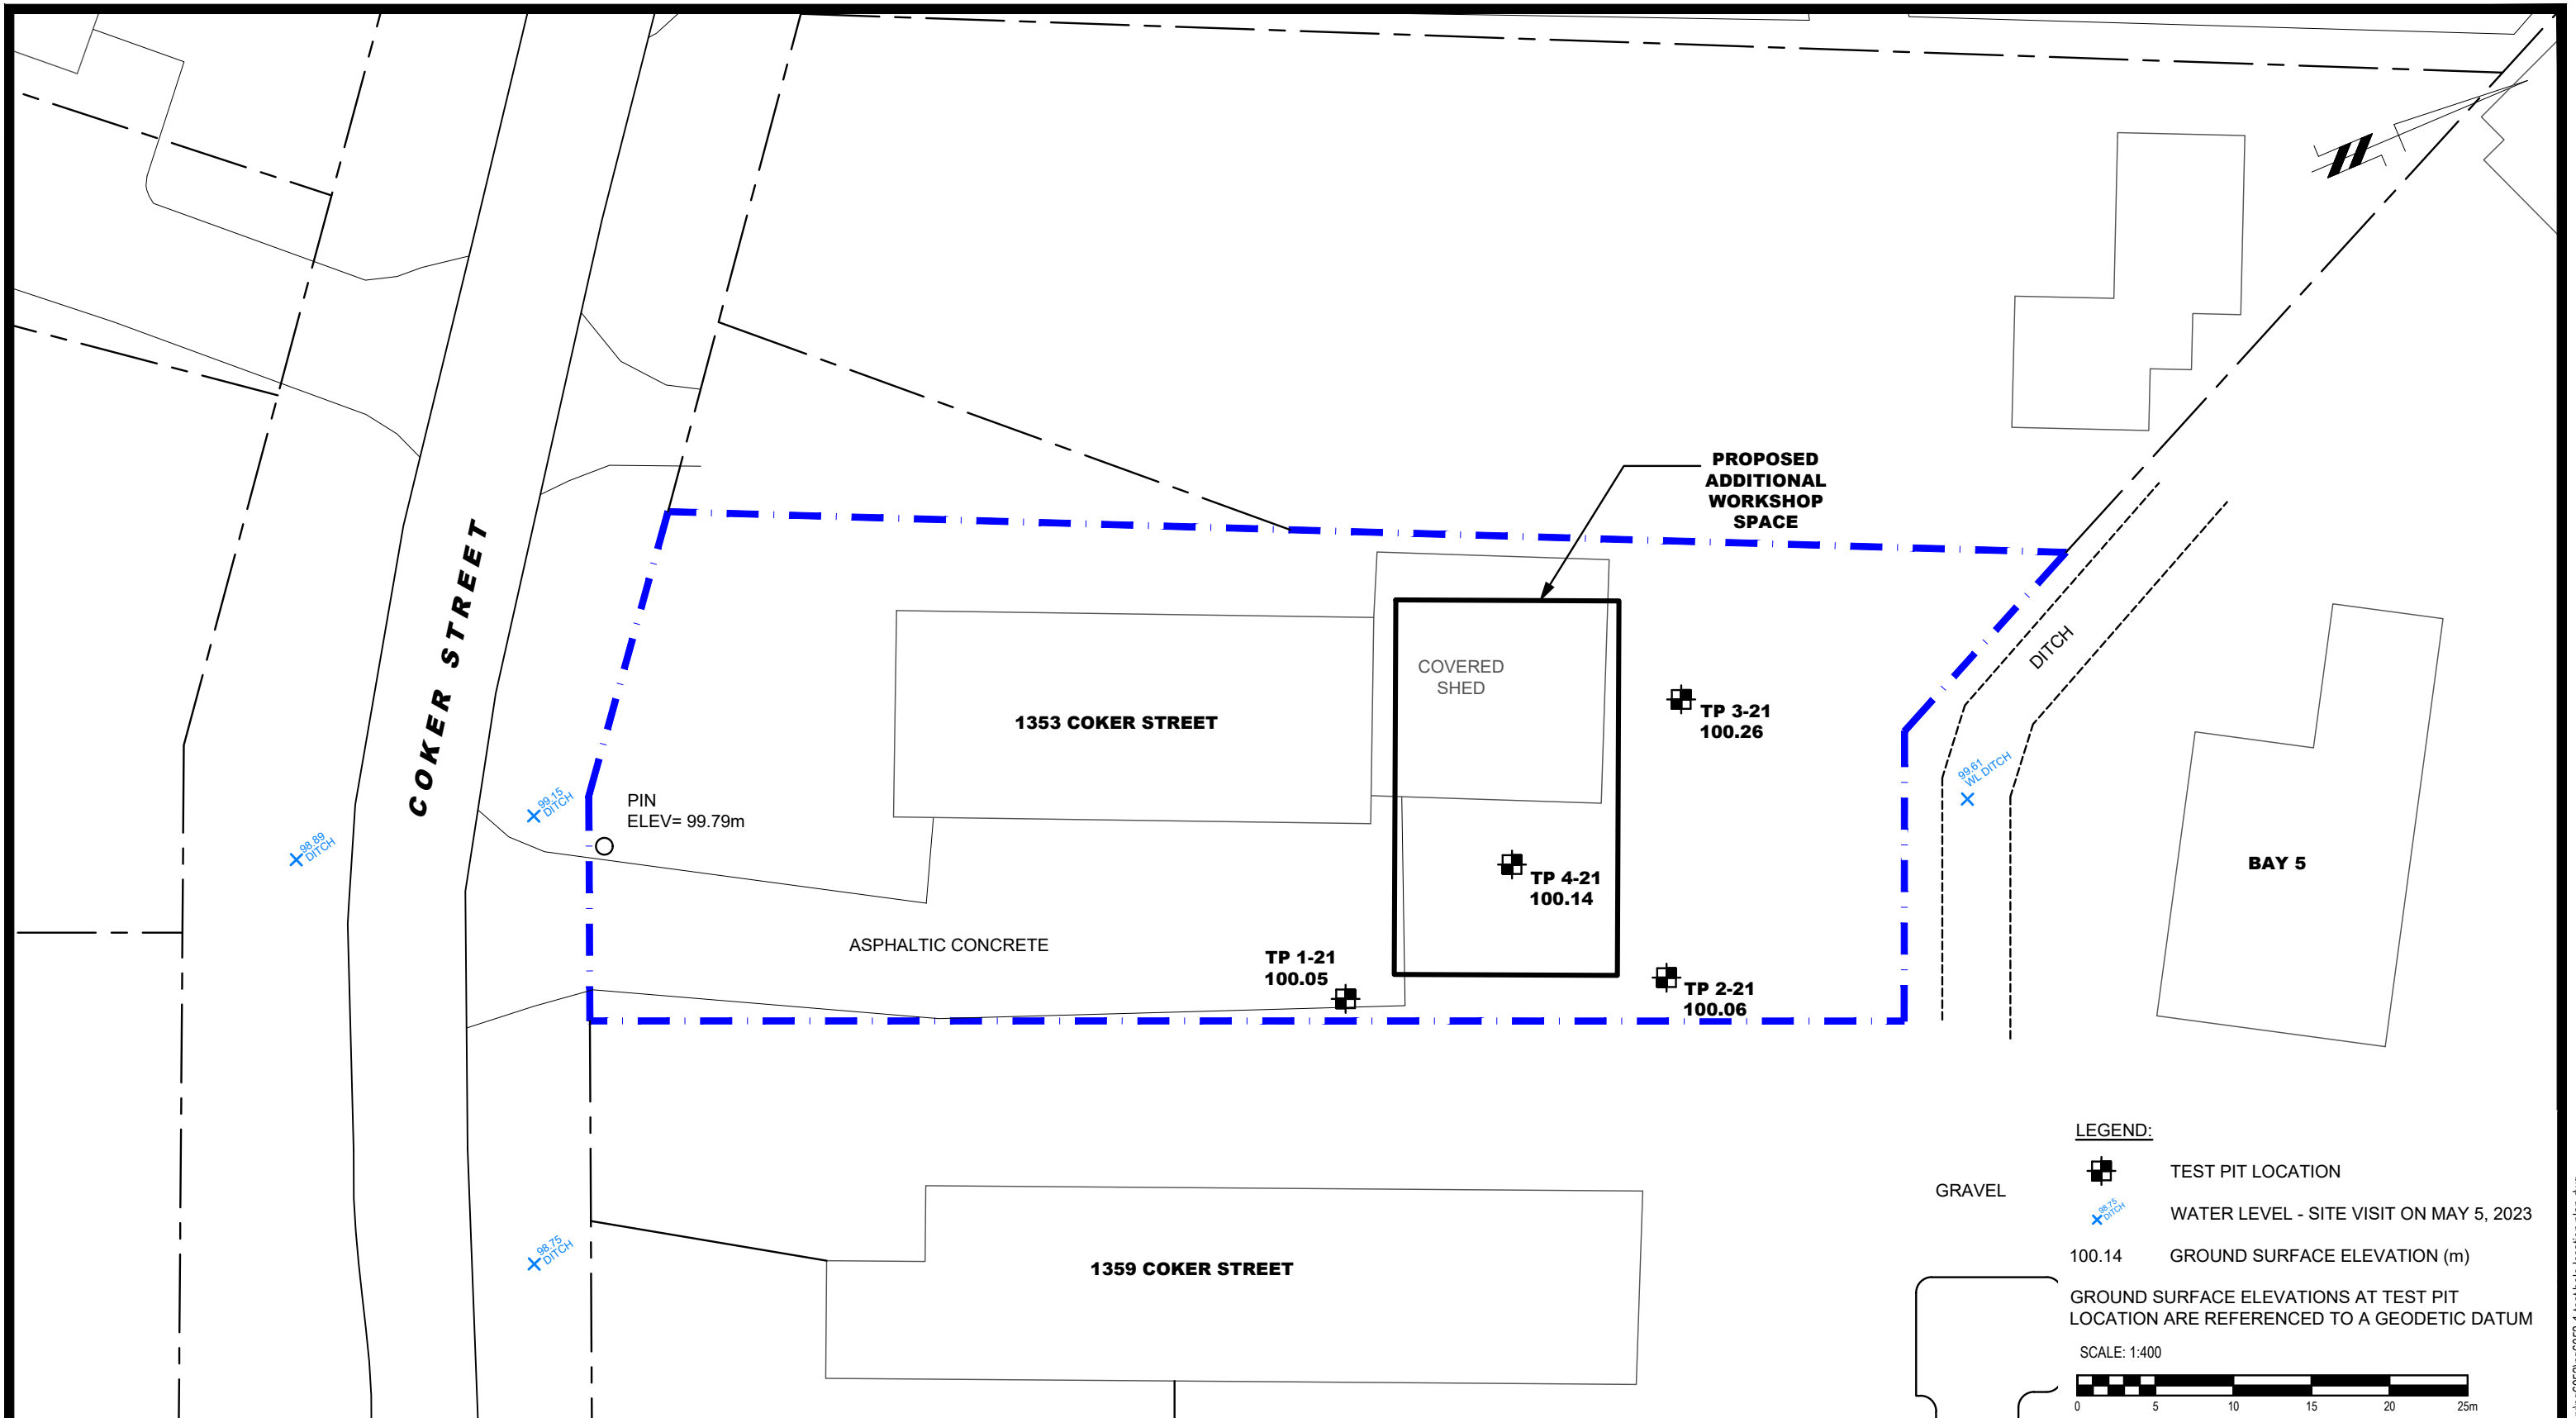 PROPOSED
ADDITIONAL
WORKSHOP
SPACE
COKER STREET
COVERED
SHED
1353 COKER STREET
TP 3-21
100.26
DITCH
99.61
WL DITCH
99.15
DITCH
PIN
ELEV= 99.79m
98.89
DITCH
TP 4-21
100.14
BAY 5
ASPHALTIC CONCRETE
TP 1-21
100.05
TP 2-21
100.06
98.75
DITCH
1359 COKER STREET
GRAVEL
LEGEND:
TEST PIT LOCATION
98.75
DITCH
WATER LEVEL - SITE VISIT ON MAY 5, 2023
100.14 GROUND SURFACE ELEVATION (m)
GROUND SURFACE ELEVATIONS AT TEST PIT
LOCATION ARE REFERENCED TO A GEODETIC DATUM
SCALE: 1:400
0 5 10 15 20 25m